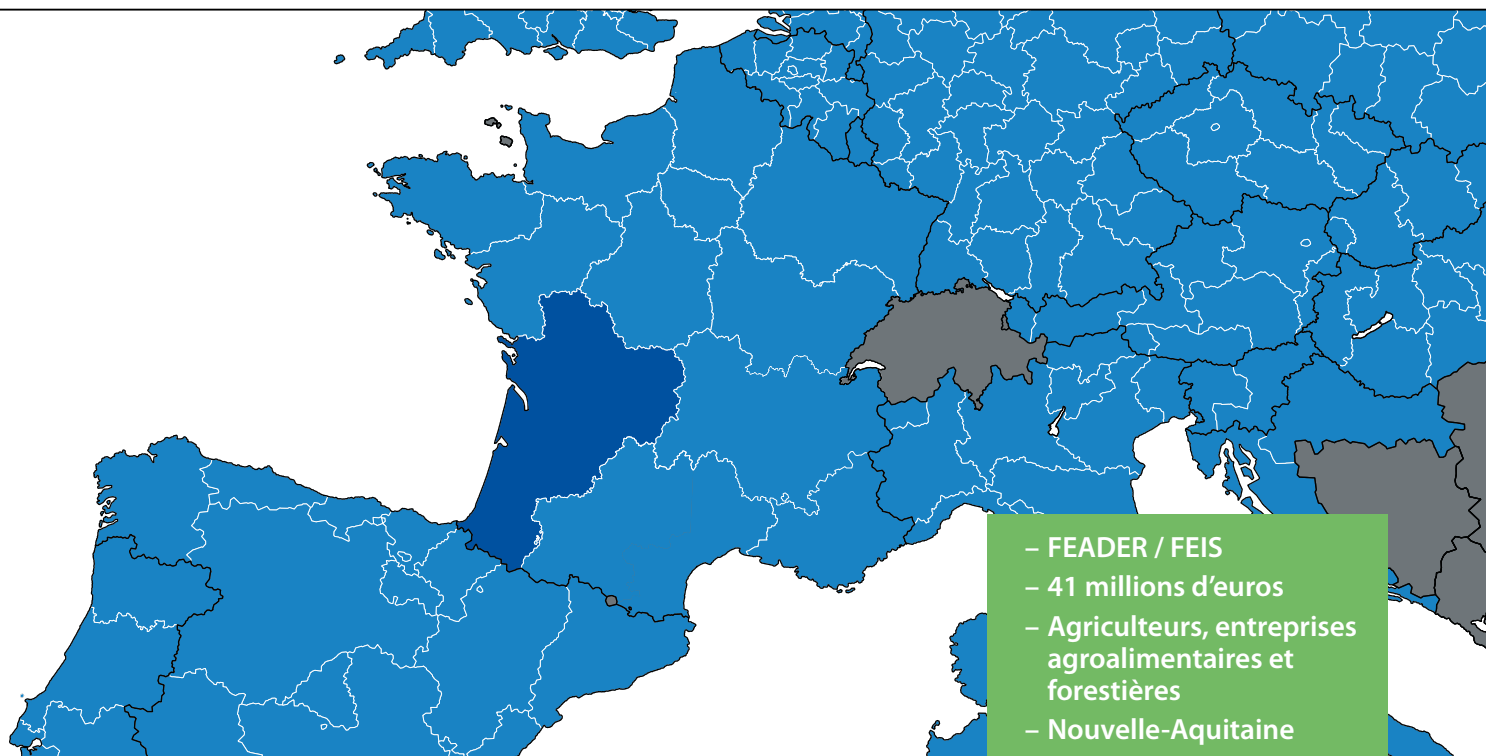 – FEADER / FEIS
– 41 millions d’euros
– Agriculteurs, entreprises
agroalimentaires et
forestières
– Nouvelle-Aquitaine